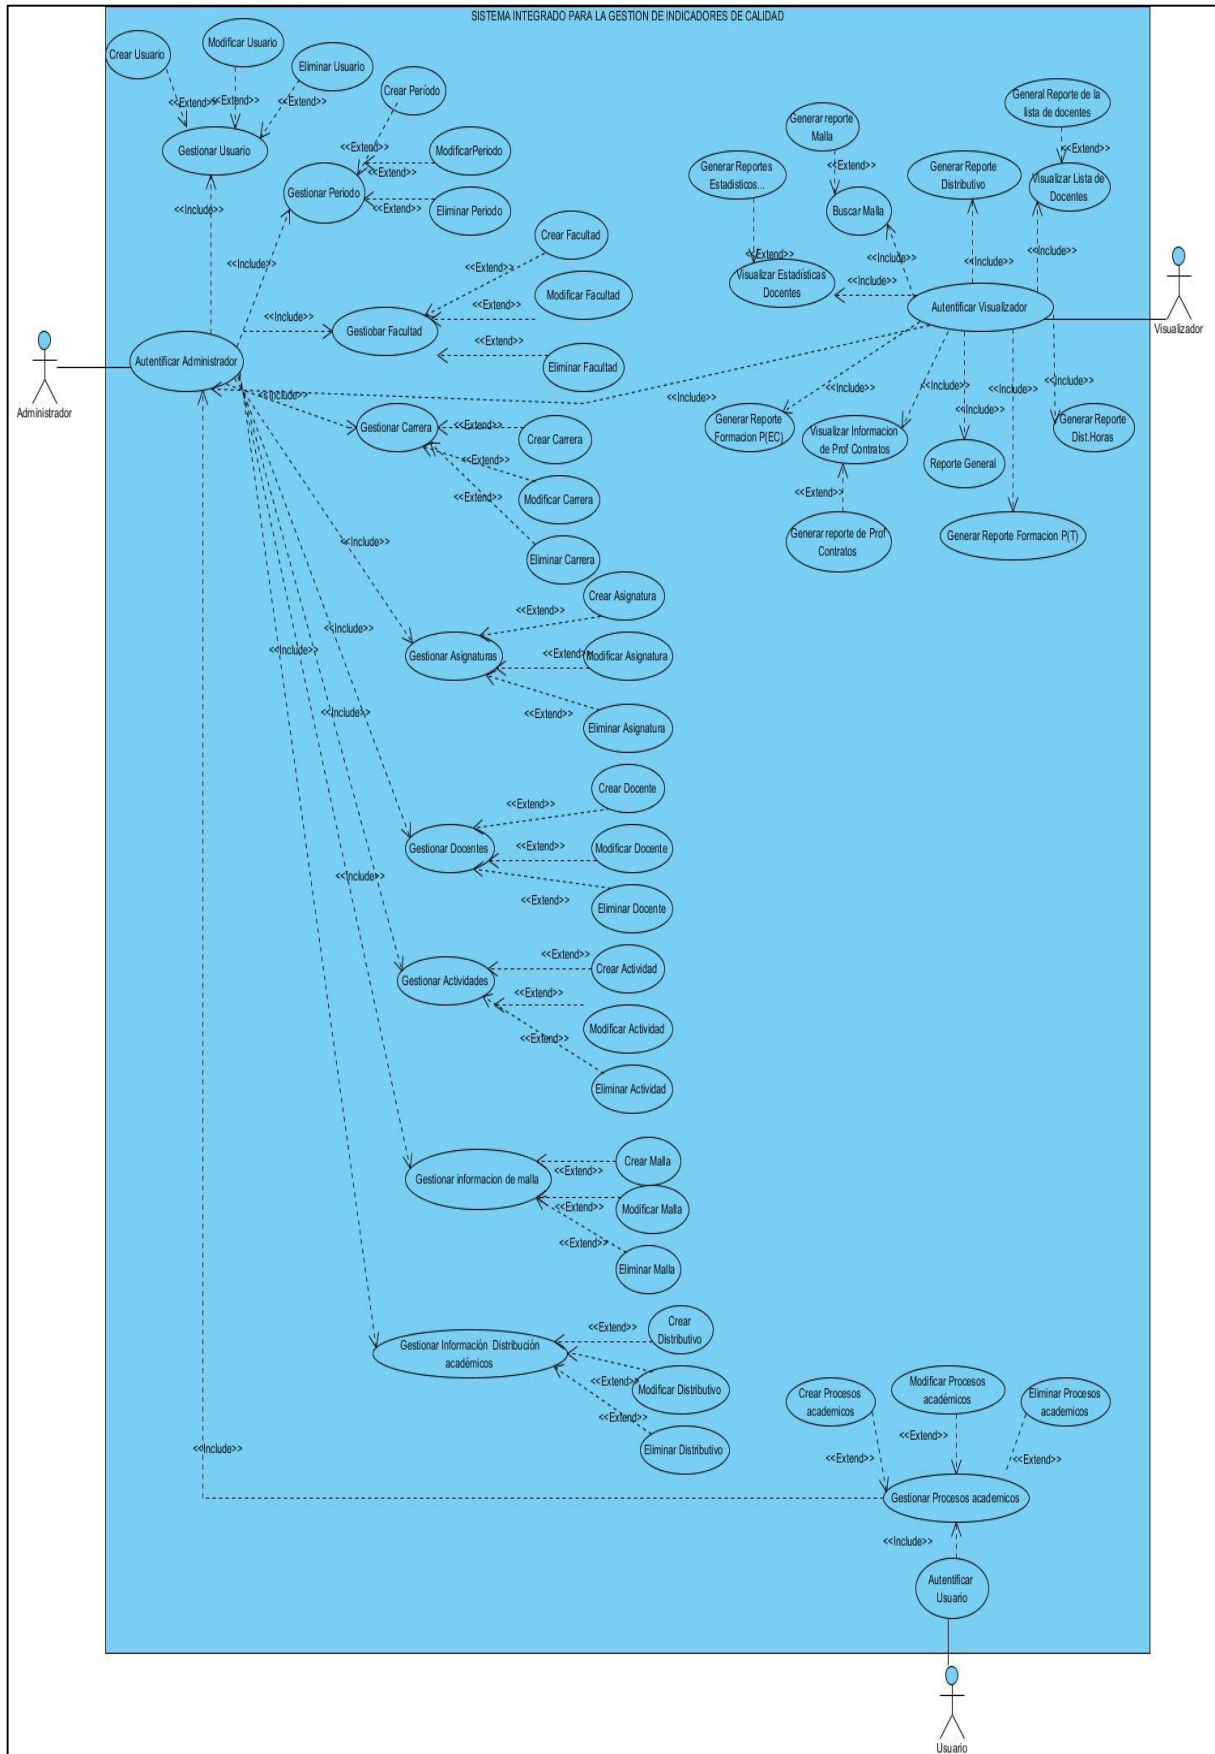 SISTEMA INTEGRADO PARA LA GESTION DE INDICADORES DE CALIDAD
Crear Usuario
Modificar Usuario
Eliminar Usuario
<<Extend>>
<<Extend>>
<<Extend>>
Gestionar Usuario
<<Include>>
Crear Período
<<Extend>>
ModificarPeriodo
<<Extend>>
Gestionar Periodo
<<Extend>>
Eliminar Periodo
<<Include>>
Crear Facultad
<<Extend>>
Modificar Facultad
<<Extend>>
<<Include>>
Gestiobar Facultad
<<Extend>>
Eliminar Facultad
Administrador
Autentificar Administrador
<<Include>>
Gestionar Carrera
<<Extend>>
Crear Carrera
<<Extend>>
Modificar Carrera
<<Extend>>
Eliminar Carrera
<<Include>>
<<Include>>
Crear Asignatura
<<Extend>>
<<Include>>
<<Include>>
<<Include>>
Gestionar Asignaturas
<<Extend>>
Modificar Asignatura
<<Include>>
<<Extend>>
Eliminar Asignatura
Crear Docente
<<Extend>>
Gestionar Docentes
<<Extend>>
Modificar Docente
<<Include>>
<<Extend>>
Eliminar Docente
<<Extend>>
Crear Actividad
Gestionar Actividades
<<Extend>>
Modificar Actividad
<<Extend>>
Eliminar Actividad
Crear Malla
<<Extend>>
Gestionar informacion de malla
<<Extend>>
Modificar Malla
<<Extend>>
Eliminar Malla
<<Extend>>
Crear
Distributivo
Gestionar Información Distribución
académicos
<<Extend>>
Modificar Distributivo
<<Extend>>
Eliminar Distributivo
<<Include>>
Generar reporte
Malla
<<Extend>>
Generar Reportes
Estadisticos...
Buscar Malla
<<Extend>>
Visualizar Estadísticas
Docentes
<<Include>>
<<Include>>
Generar Reporte
Distributivo
<<Include>>
General Reporte de la
lista de docentes
<<Extend>>
Visualizar Lista de
Docentes
<<Include>>
Autentificar Visualizador
Visualizador
<<Include>>
<<Include>>
<<Include>>
<<Include>>
<<Include>>
<<Include>>
Generar Reporte
Formacion P(EC)
Visualizar Informacion
de Prof Contratos
Reporte General
Generar Reporte
Dist.Horas
<<Extend>>
Generar reporte de Prof
Contratos
Generar Reporte Formacion P(T)
Crear Procesos
academicos
Modificar Procesos
académicos
Eliminar Procesos
academicos
<<Extend>>
<<Extend>>
<<Extend>>
Gestionar Procesos academicos
<<Include>>
Autentificar
Usuario
Usuario